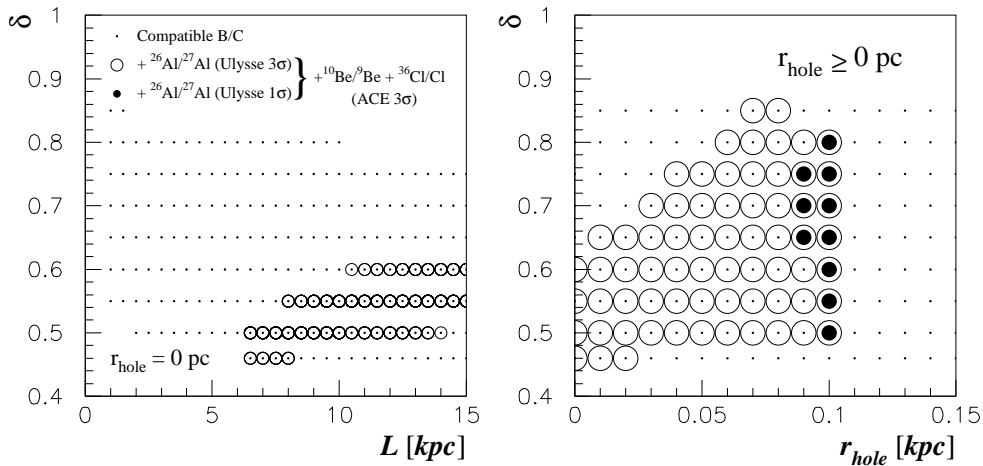 δ
1
0.9
0.8
0.7
0.6
0.5
0.4
Compatible B/C
+ ²⁶Al/²⁷Al (Ulysse 3σ)
+ ²⁶Al/²⁷Al (Ulysse 1σ)
} +¹⁰Be/⁹Be + ³⁶Cl/Cl
(ACE 3σ)
r_hole = 0 pc
0 5 10 15
L [kpc]
δ
1
0.9
0.8
0.7
0.6
0.5
0.4
r_hole ≥ 0 pc
0 0.05 0.1 0.15
r_hole [kpc]